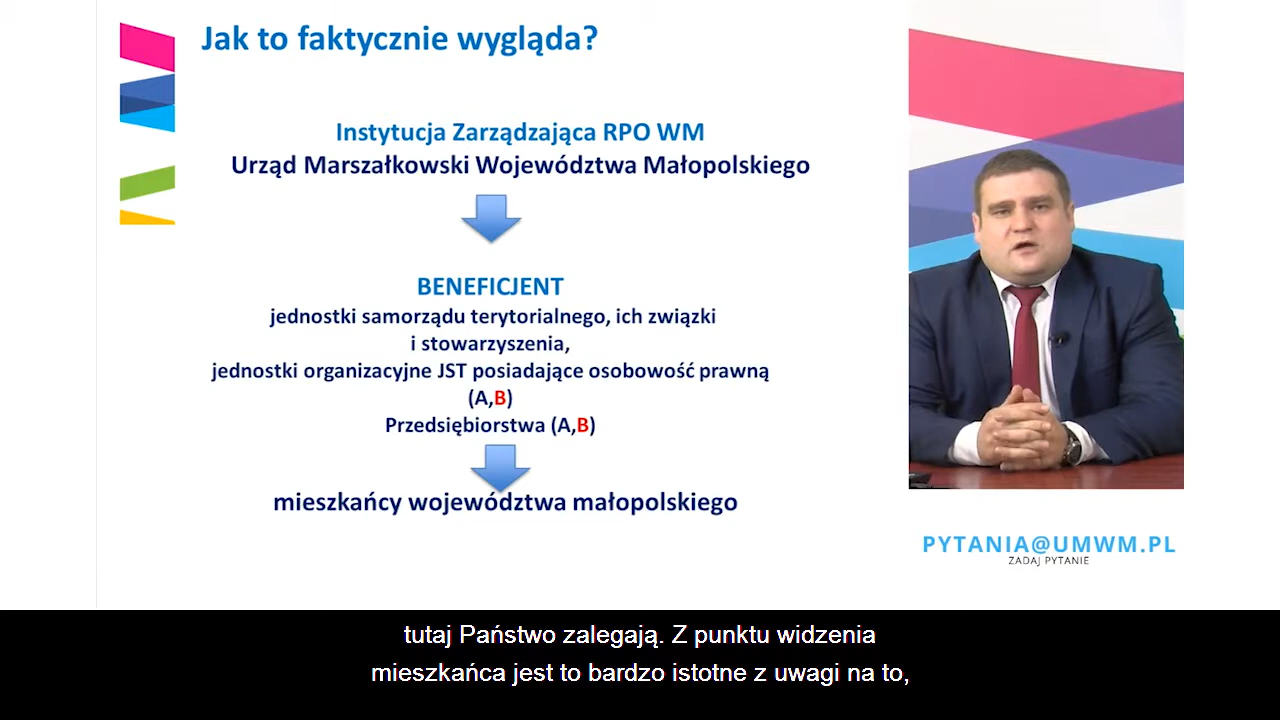 Jak to faktycznie wygląda?
Instytucja Zarządzająca RPO WM
Urząd Marszałkowski Województwa Małopolskiego
BENEFICJENT
jednostki samorządu terytorialnego, ich związki
i stowarzyszenia,
jednostki organizacyjne JST posiadające osobowość prawną
(A,B)
Przedsiębiorstwa (A,B)
mieszkańcy województwa małopolskiego
PYTANIA@UMWM.PL
ZADAJ PYTANIE
tutaj Państwo zalegają. Z punktu widzenia
mieszkańca jest to bardzo istotne z uwagi na to,